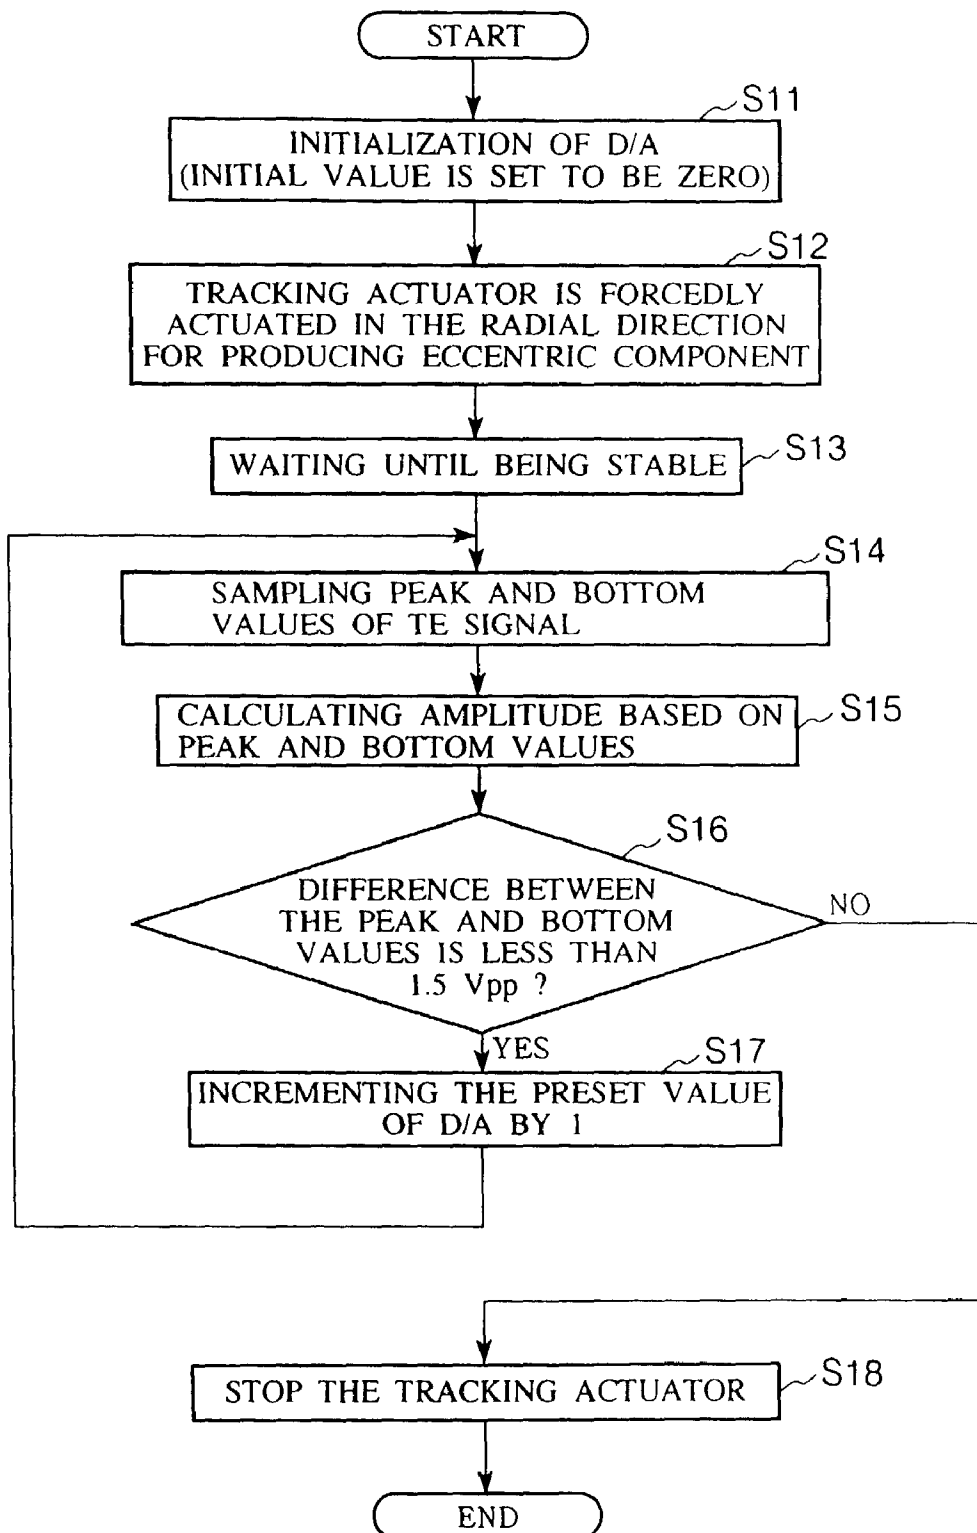 START
S11
INITIALIZATION OF D/A
(INITIAL VALUE IS SET TO BE ZERO)
S12
TRACKING ACTUATOR IS FORCEDLY
ACTUATED IN THE RADIAL DIRECTION
FOR PRODUCING ECCENTRIC COMPONENT
S13
WAITING UNTIL BEING STABLE
S14
SAMPLING PEAK AND BOTTOM
VALUES OF TE SIGNAL
S15
CALCULATING AMPLITUDE BASED ON
PEAK AND BOTTOM VALUES
S16
DIFFERENCE BETWEEN
THE PEAK AND BOTTOM
VALUES IS LESS THAN
1.5 Vpp ?
NO
YES
S17
INCREMENTING THE PRESET VALUE
OF D/A BY 1
S18
STOP THE TRACKING ACTUATOR
END